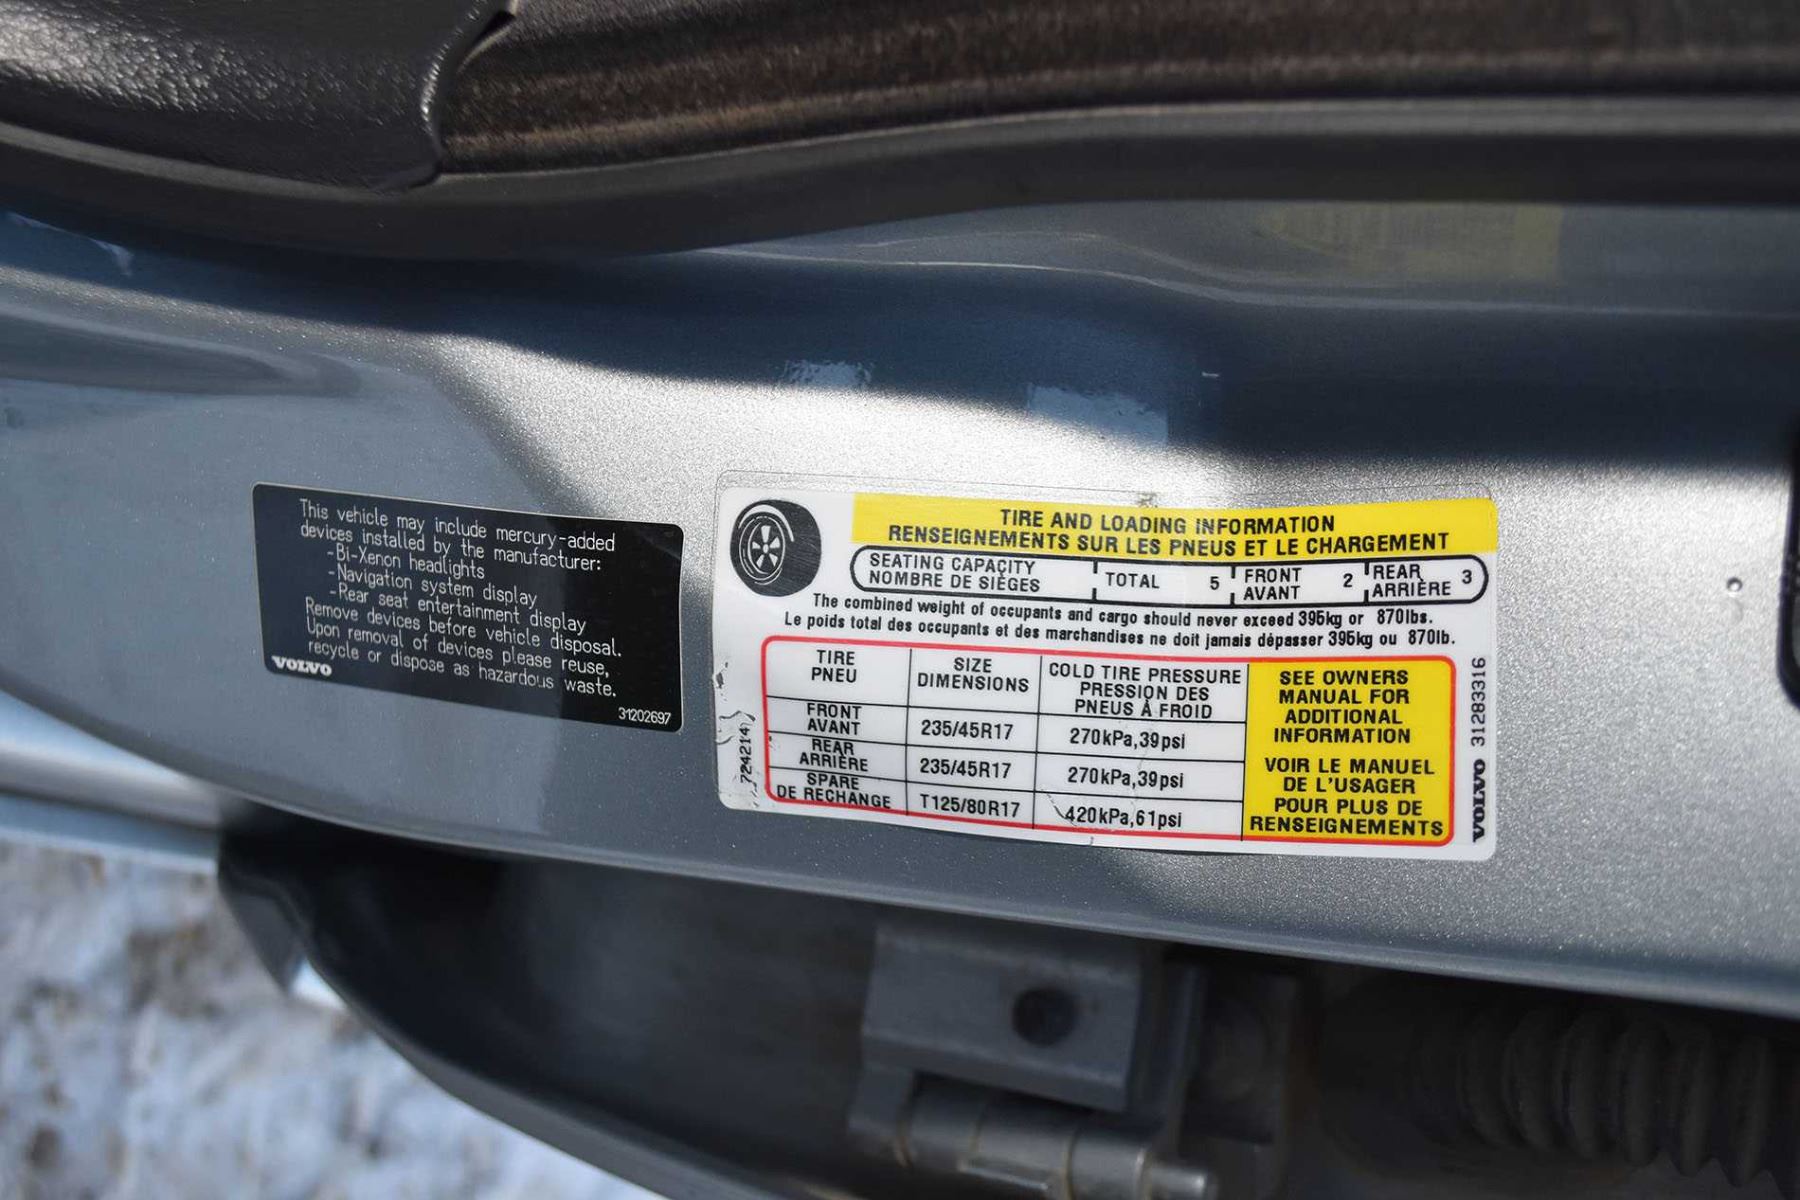 This vehicle may include mercury-added
devices installed by the manufacturer:
-Bi-Xenon headlights
-Navigation system display
-Rear seat entertainment display
Remove devices before vehicle disposal.
Upon removal of devices please reuse,
recycle or dispose as hazardous waste.
VOLVO
31202697
TIRE AND LOADING INFORMATION
RENSEIGNEMENTS SUR LES PNEUS ET LE CHARGEMENT
SEATING CAPACITY
NOMBRE DE SIÈGES
TOTAL 5
FRONT
AVANT
2
REAR
ARRIÈRE
3
The combined weight of occupants and cargo should never exceed 395kg or 870lbs.
Le poids total des occupants et des marchandises ne doit jamais dépasser 395kg ou 870lb.
TIRE
PNEU
SIZE
DIMENSIONS
COLD TIRE PRESSURE
PRESSION DES
PNEUS À FROID
FRONT
AVANT
235/45R17
270kPa,39psi
REAR
ARRIÈRE
235/45R17
270kPa,39psi
SPARE
DE RECHANGE
T125/80R17
420kPa,61psi
SEE OWNERS
MANUAL FOR
ADDITIONAL
INFORMATION
VOIR LE MANUEL
DE L'USAGER
POUR PLUS DE
RENSEIGNEMENTS
7242147
VOLVO 31283316